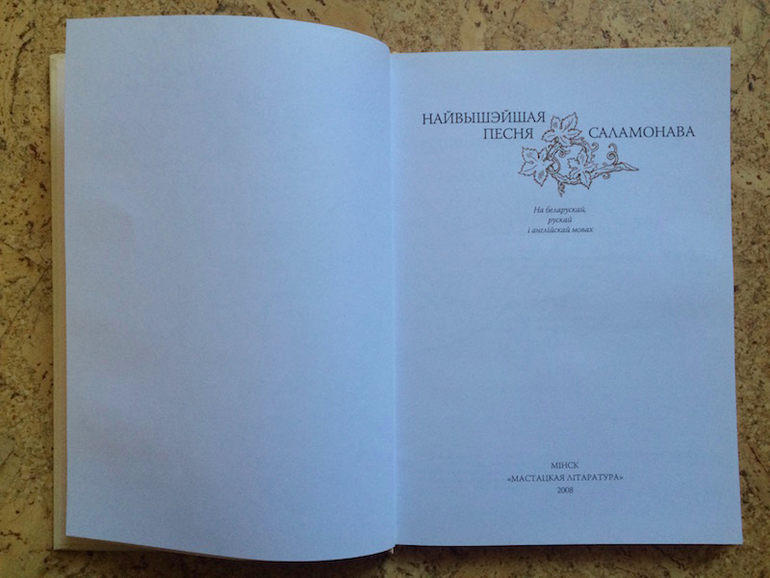 НАЙВЫШЭЙШАЯ
ПЕСНЯ САЛАМОНАВА
На беларускай,
рускай
і англійскай мовах
МІНСК
«МАСТАЦКАЯ ЛІТАРАТУРА»
2008